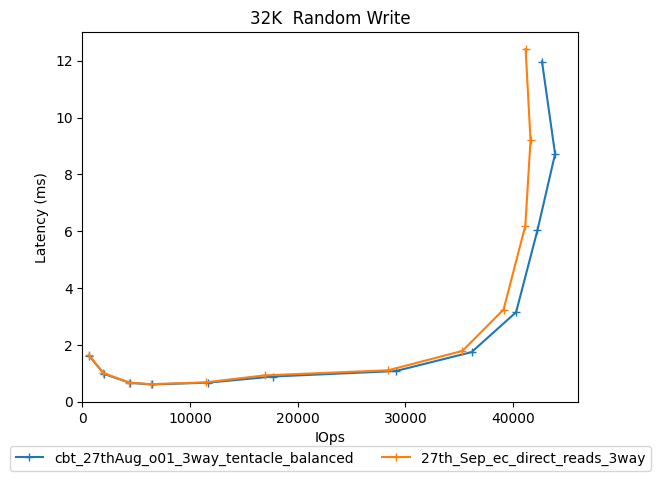 32K  Random Write
Latency (ms)
12
10
8
6
4
2
0
0 10000 20000 30000 40000
IOps
cbt_27thAug_o01_3way_tentacle_balanced 27th_Sep_ec_direct_reads_3way